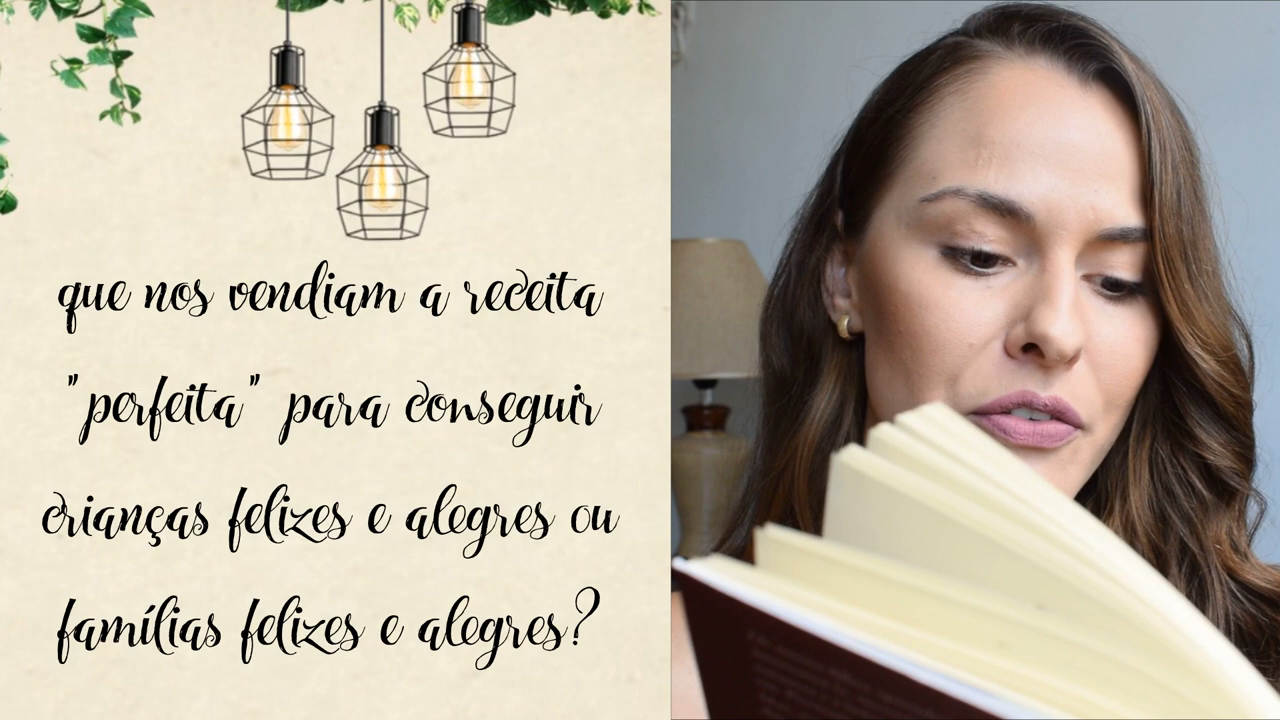 que nos vendiam a receita
"perfeita" para conseguir
crianças felizes e alegres ou
famílias felizes e alegres?